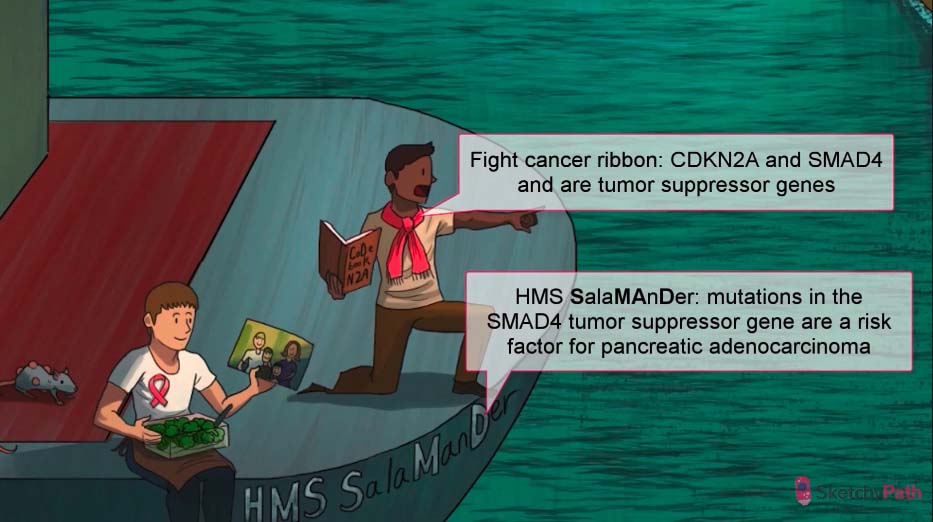 Fight cancer ribbon: CDKN2A and SMAD4
and are tumor suppressor genes
CoDe
booK
N2A
HMS SalaMAnDer: mutations in the
SMAD4 tumor suppressor gene are a risk
factor for pancreatic adenocarcinoma
HMS SalaManDer
SketchyPath